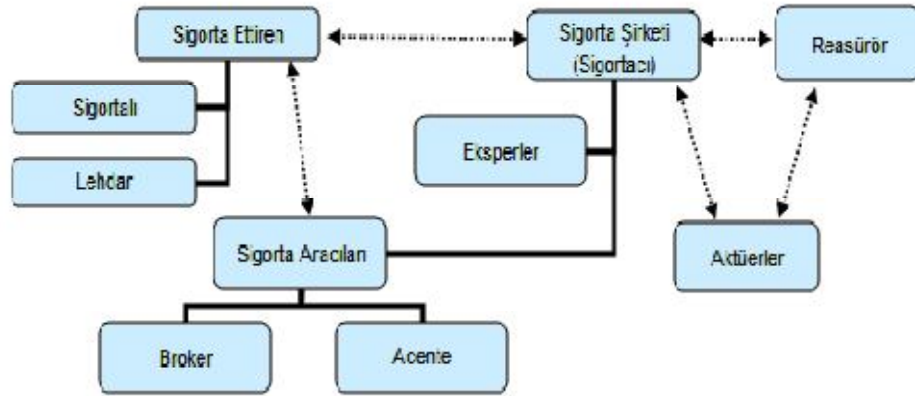 Sigorta Ettiren
Sigorta Şirketi
(Sigortacı)
Reasürör
Sigortalı
Lehdar
Eksperler
Sigorta Aracıları
Aktüerler
Broker
Acente